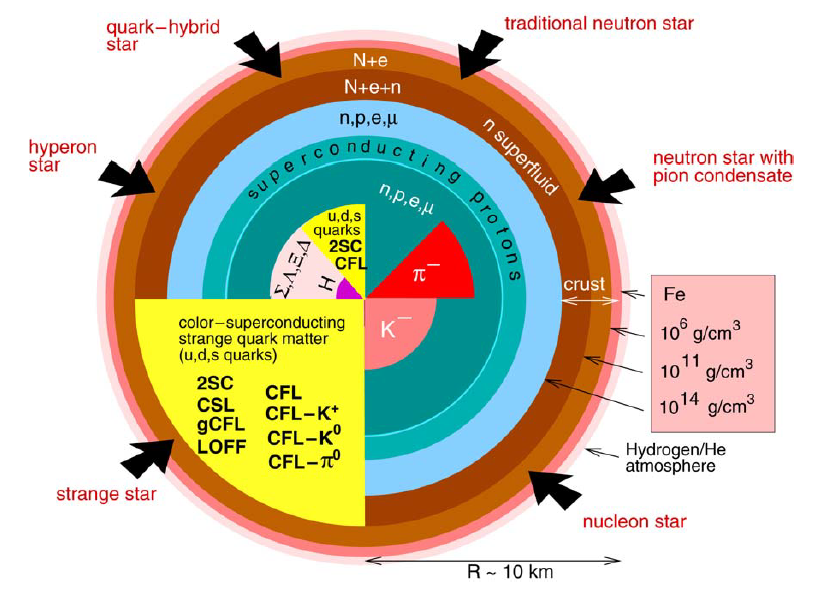 quark–hybrid
star
traditional neutron star
hyperon
star
neutron star with
pion condensate
N+e
N+e+n
n,p,e,μ
n superfluid
superconducting protons
n,p,e,μ
u,d,s
quarks
2SC
CFL
Σ,Λ,Ξ,Δ
H
π⁻
K⁻
crust
Fe
10⁶ g/cm³
10¹¹ g/cm³
10¹⁴ g/cm³
Hydrogen/He
atmosphere
color–superconducting
strange quark matter
(u,d,s quarks)
2SC
CSL
gCFL
LOFF
CFL
CFL–K⁺
CFL–K⁰
CFL–π⁰
strange star
nucleon star
R ~ 10 km